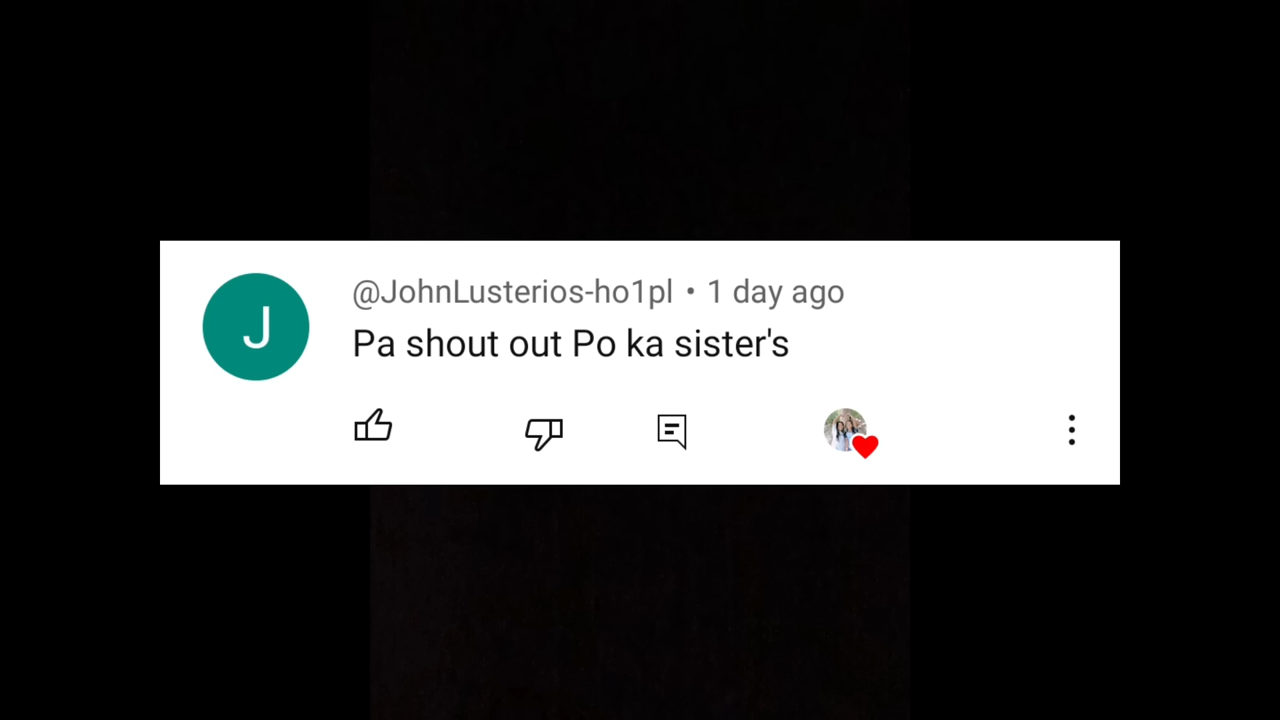 J
@JohnLusterios-ho1pl • 1 day ago
Pa shout out Po ka sister's